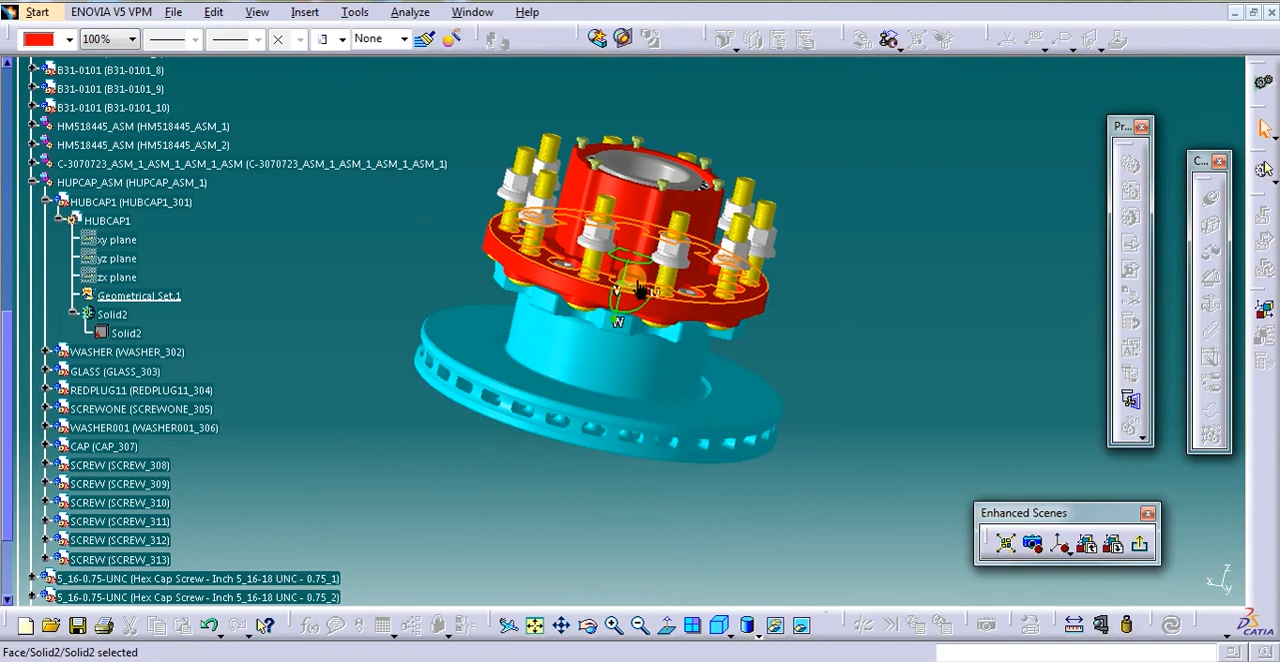 Start ENOVIA V5 VPM File Edit View Insert Tools Analyze Window Help
100% None
B31-0101 (B31-0101_8)
B31-0101 (B31-0101_9)
B31-0101 (B31-0101_10)
HM518445_ASM (HM518445_ASM_1)
HM518445_ASM (HM518445_ASM_2)
C-3070723_ASM_1_ASM_1_ASM_1_ASM (C-3070723_ASM_1_ASM_1_ASM_1_ASM_1)
HUPCAP_ASM (HUPCAP_ASM_1)
HUBCAP1 (HUBCAP1_301)
HUBCAP1
xy plane
yz plane
zx plane
Geometrical Set.1
Solid2
Solid2
WASHER (WASHER_302)
GLASS (GLASS_303)
REDPLUG11 (REDPLUG11_304)
SCREWONE (SCREWONE_305)
WASHER001 (WASHER001_306)
CAP (CAP_307)
SCREW (SCREW_308)
SCREW (SCREW_309)
SCREW (SCREW_310)
SCREW (SCREW_311)
SCREW (SCREW_312)
SCREW (SCREW_313)
5_16-0.75-UNC (Hex Cap Screw - Inch 5_16-18 UNC - 0.75_1)
5_16-0.75-UNC (Hex Cap Screw - Inch 5_16-18 UNC - 0.75_2)
V U
W
Pr...
C...
Enhanced Scenes
z
x y
CATIA
Face/Solid2/Solid2 selected